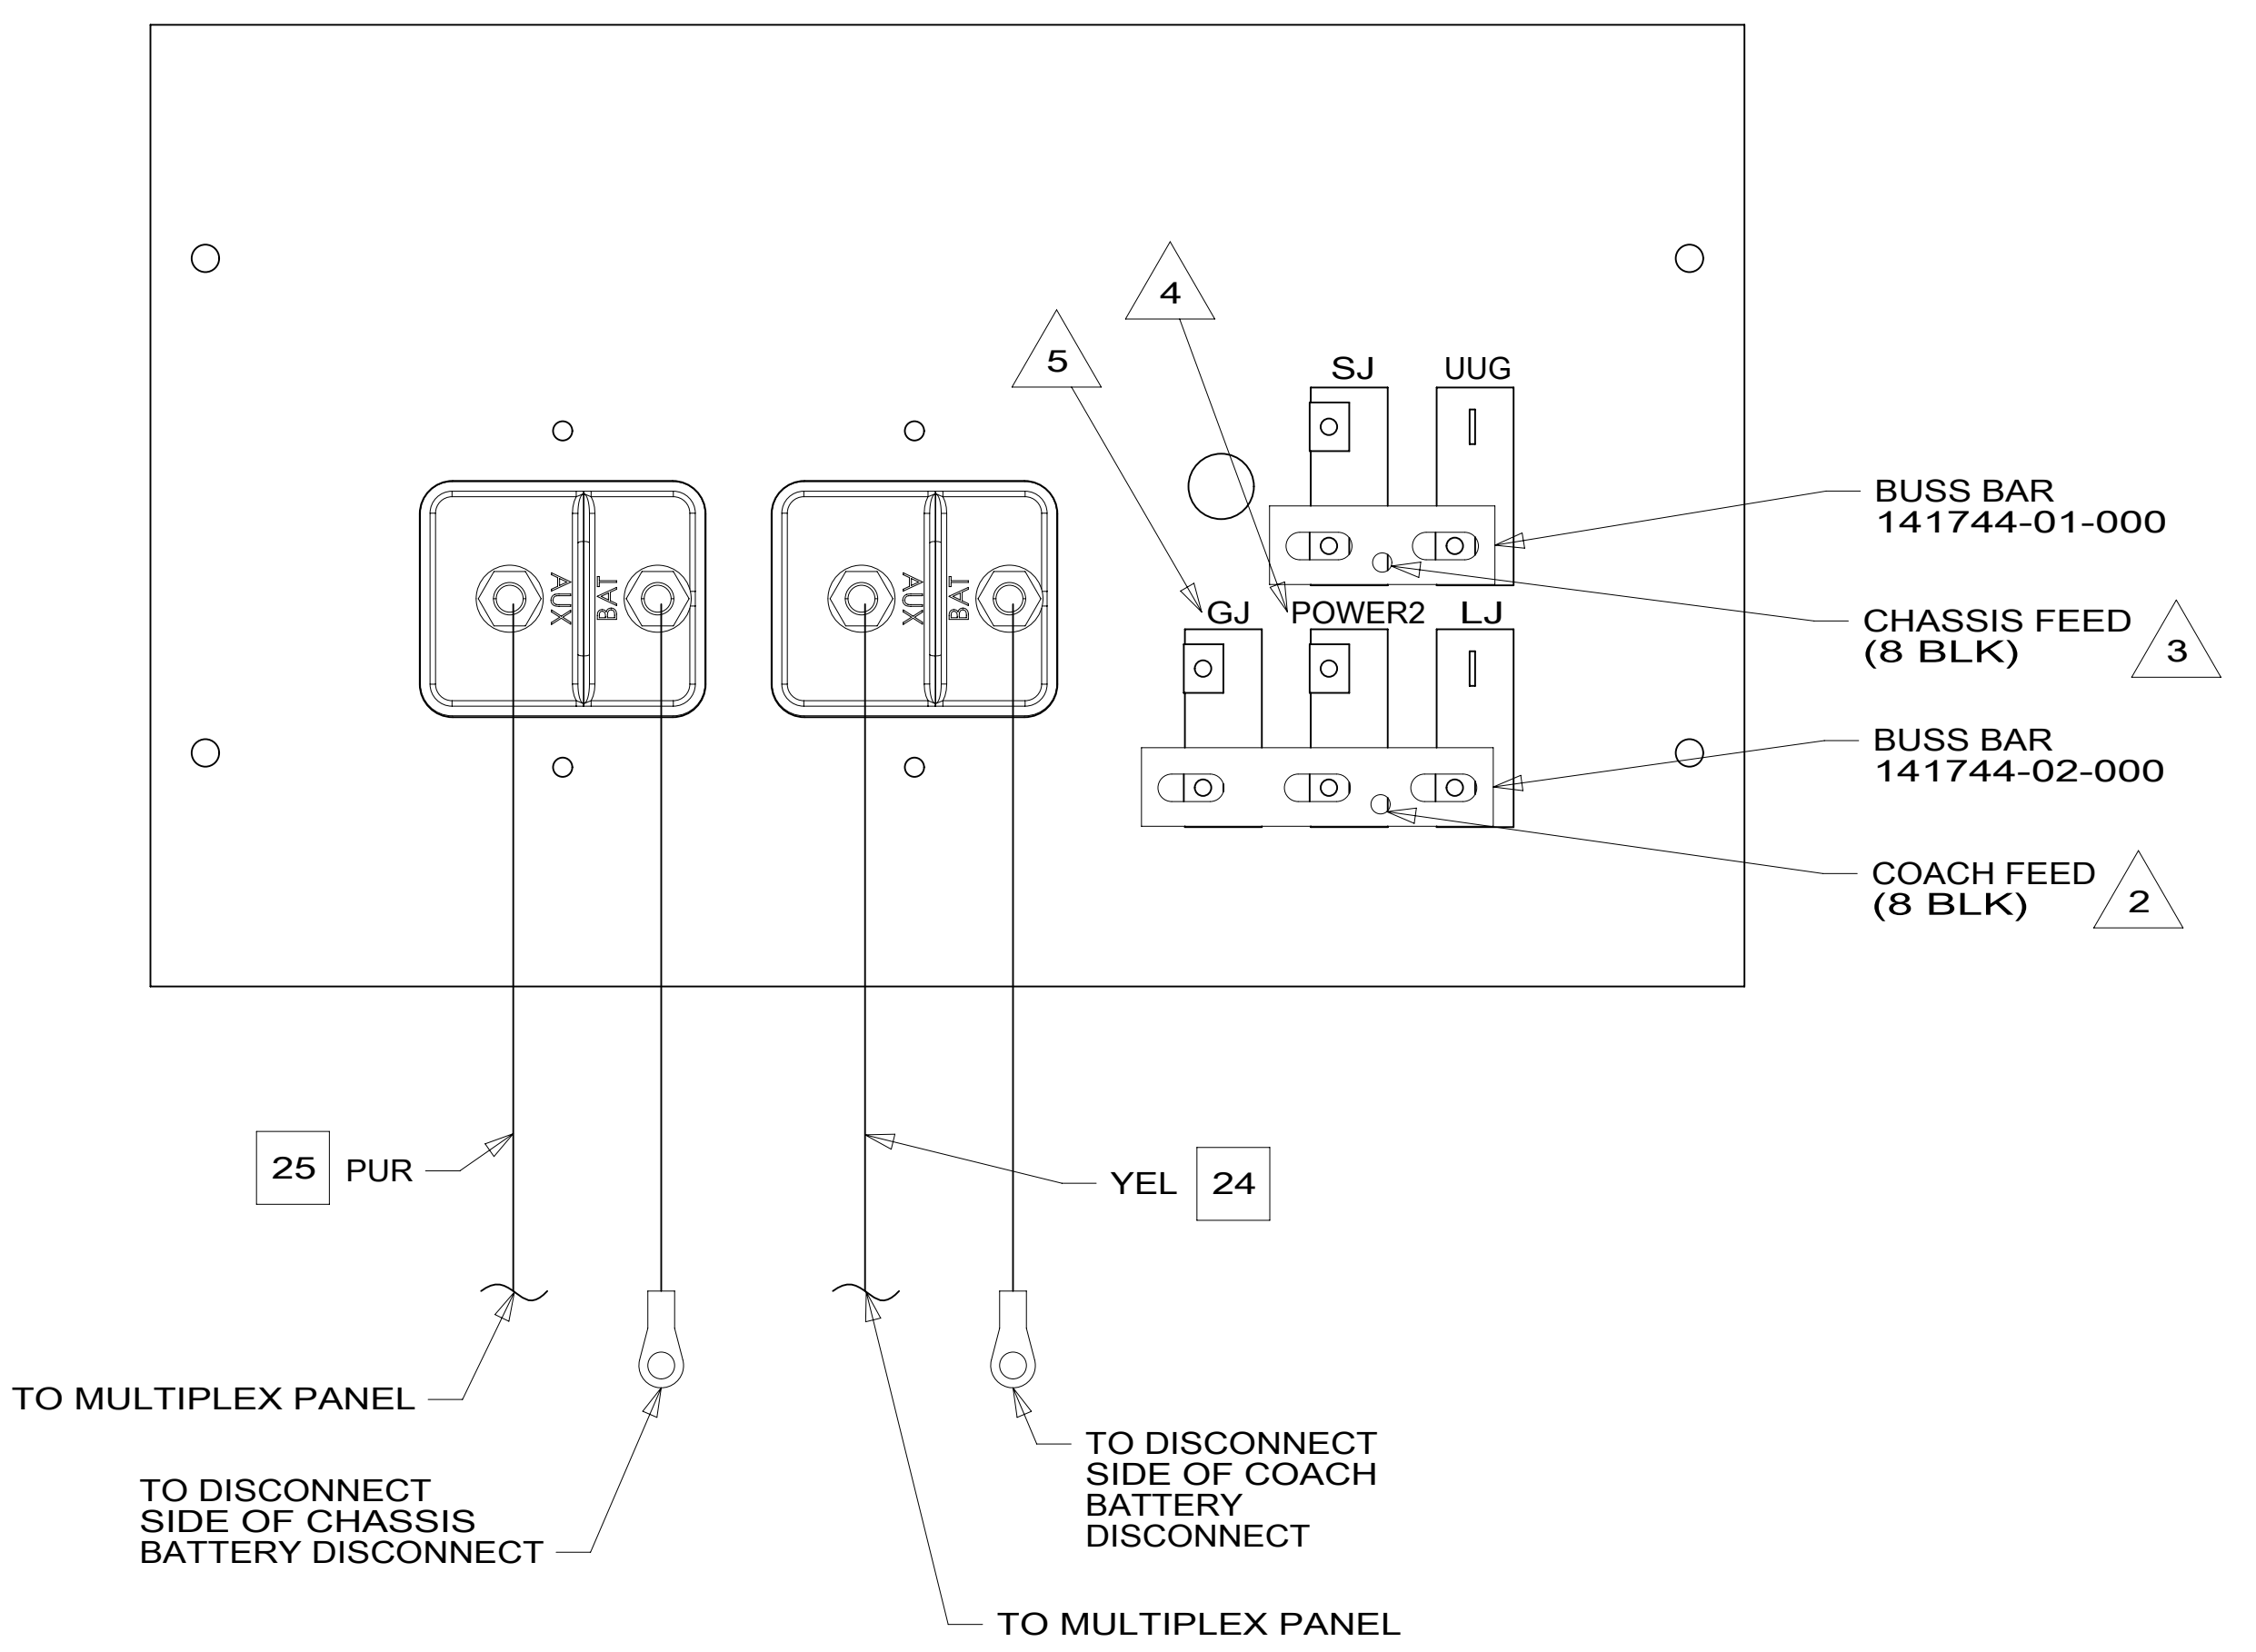 4
5
SJ UUG
BUSS BAR
141744-01-000
AUX BAT AUX BAT
GJ POWER2 LJ
CHASSIS FEED
(8 BLK) 3
BUSS BAR
141744-02-000
COACH FEED
(8 BLK) 2
25 PUR
YEL 24
TO MULTIPLEX PANEL
TO DISCONNECT
SIDE OF CHASSIS
BATTERY DISCONNECT
TO DISCONNECT
SIDE OF COACH
BATTERY
DISCONNECT
TO MULTIPLEX PANEL